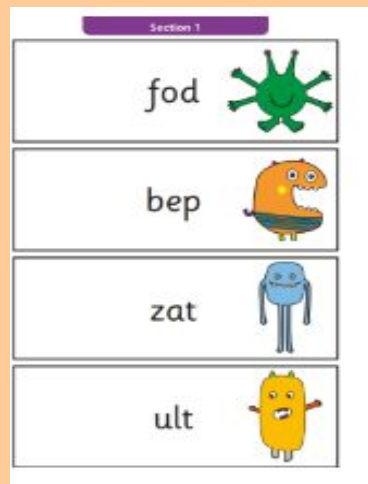 Section 1
fod
bep
zat
ult